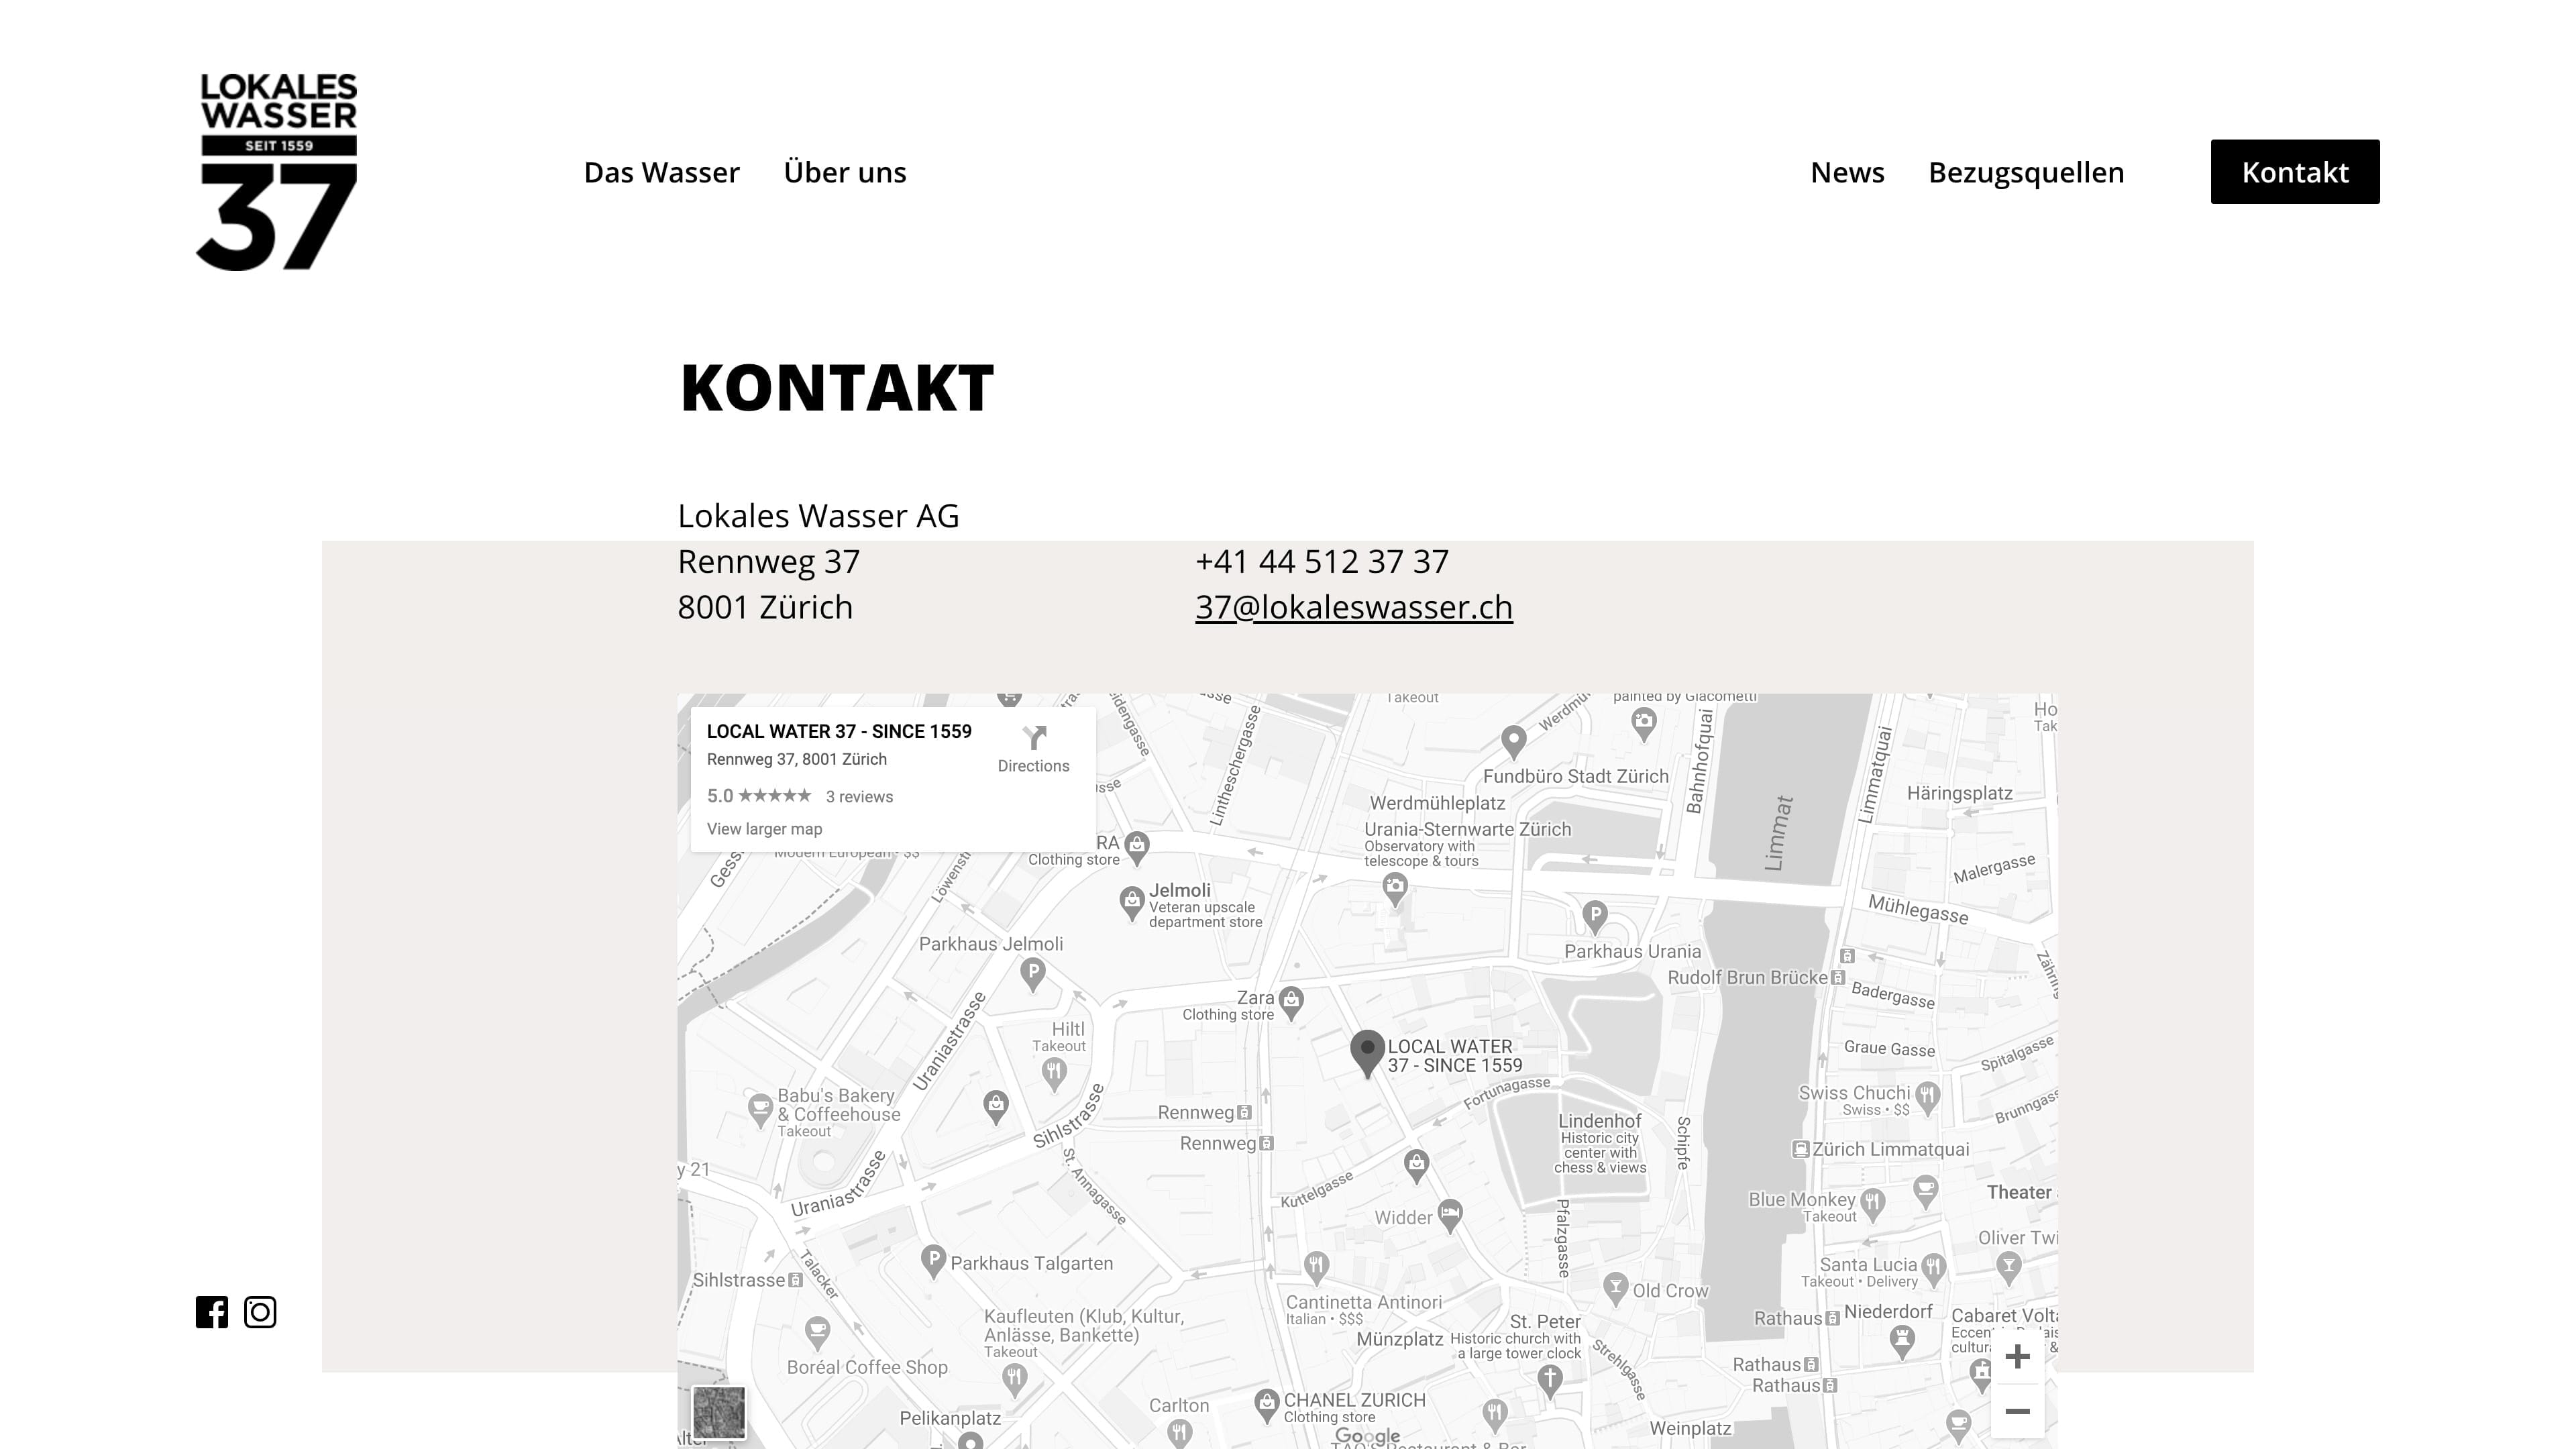 LOKALES
WASSER
SEIT 1559
37
Das Wasser
Über uns
News
Bezugsquellen
Kontakt
KONTAKT
Lokales Wasser AG
Rennweg 37
8001 Zürich
+41 44 512 37 37
37@lokaleswasser.ch
LOCAL WATER 37 - SINCE 1559
Rennweg 37, 8001 Zürich
Directions
5.0 ★★★★★ 3 reviews
View larger map
Takeout
painted by Giacometti
Fundbüro Stadt Zürich
Bahnhofquai
Limmatquai
Limmat
Häringsplatz
Lintheschergasse
Werdmühleplatz
Urania-Sternwarte Zürich
Observatory with
telescope & tours
Malergasse
Mühlegasse
RA
Clothing store
Modern European · $$
Jelmoli
Veteran upscale
department store
Parkhaus Jelmoli
Parkhaus Urania
Rudolf Brun Brücke
Badergasse
Zara
Clothing store
Hiltl
Takeout
Uraniastrasse
LOCAL WATER
37 - SINCE 1559
Graue Gasse
Spitalgasse
Fortunagasse
Babu's Bakery
& Coffeehouse
Takeout
Sihlstrasse
Rennweg
Rennweg
Lindenhof
Historic city
center with
chess & views
Schipfe
Swiss Chuchi
Swiss • $$
Zürich Limmatquai
y 21
Uraniastrasse
St. Annagasse
Kuttelgasse
Widder
Pfalzgasse
Blue Monkey
Takeout
Theater
Oliver Twi
Parkhaus Talgarten
Sihlstrasse
Talacker
Santa Lucia
Takeout • Delivery
Old Crow
Cantinetta Antinori
Italian • $$$
Kaufleuten (Klub, Kultur,
Anlässe, Bankette)
Takeout
Münzplatz
St. Peter
Historic church with
a large tower clock
Strehlgasse
Rathaus
Niederdorf
Cabaret Volta
Boréal Coffee Shop
Rathaus
Rathaus
CHANEL ZURICH
Clothing store
Carlton
Pelikanplatz
Weinplatz
Google